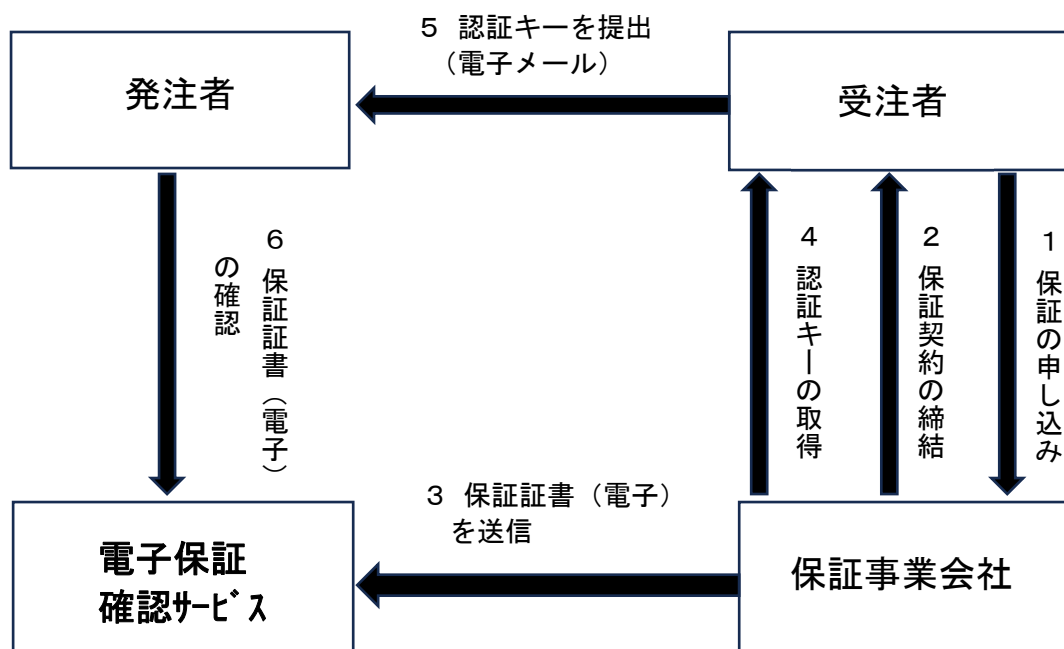 5 認証キーを提出
（電子メール）
発注者
受注者
6 保証証書（電子）
の確認
4 認証キーの取得
2 保証契約の締結
1 保証の申し込み
3 保証証書（電子）
を送信
電子保証
確認ｻｰﾋﾞｽ
保証事業会社